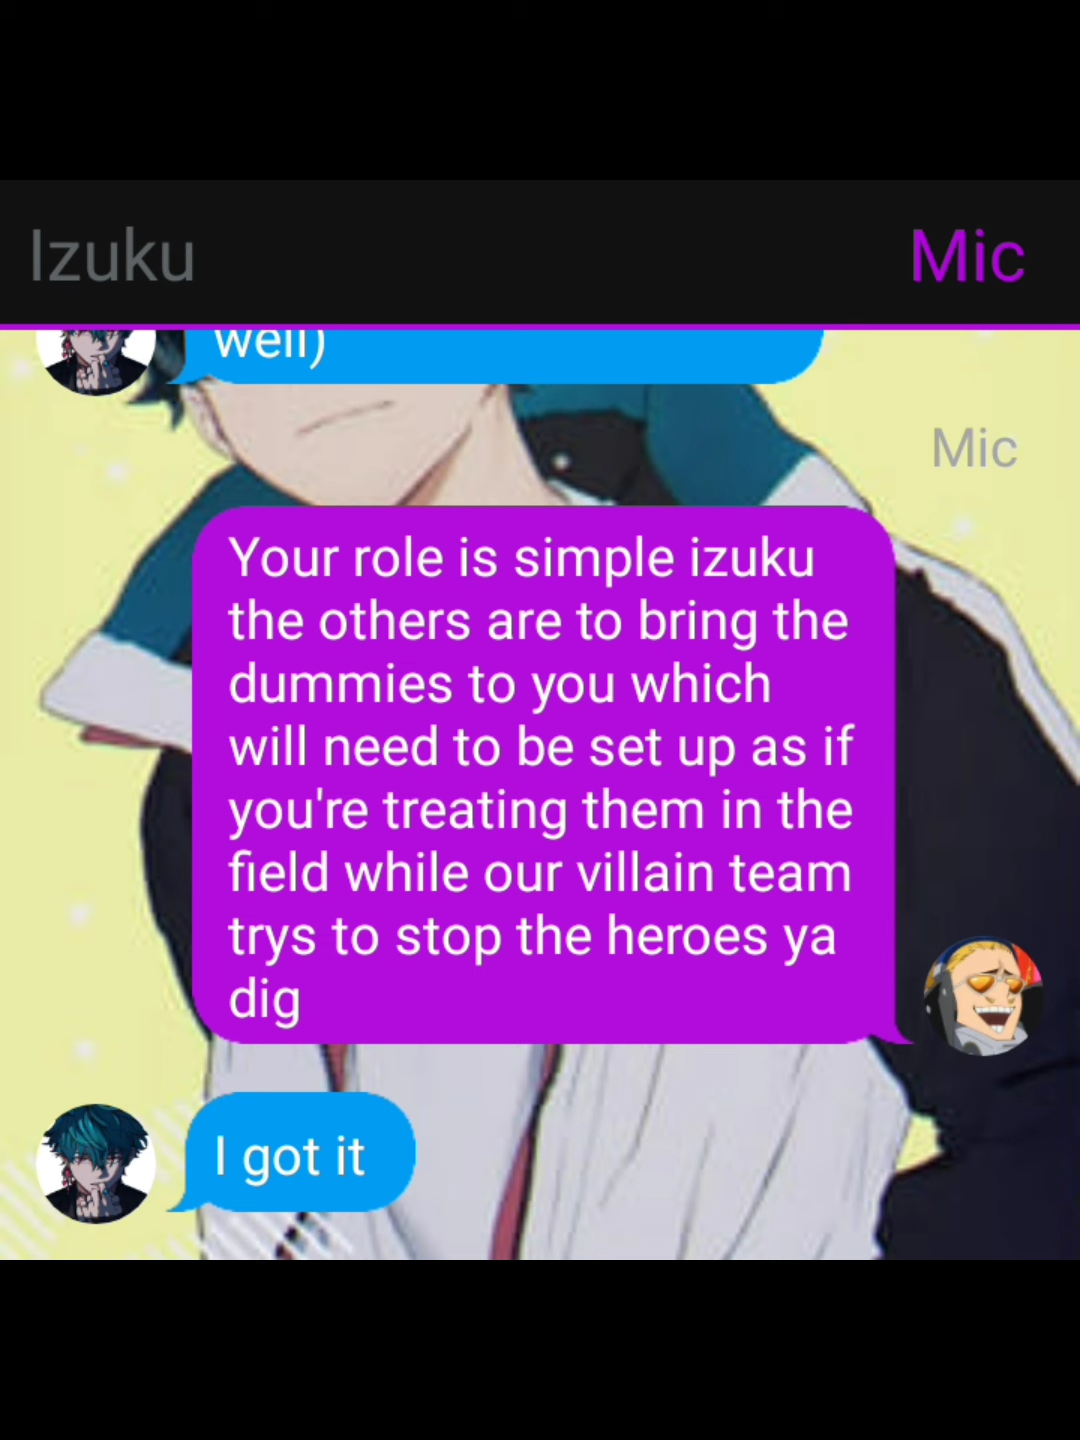 Izuku
Mic
well)
Mic
Your role is simple izuku
the others are to bring the
dummies to you which
will need to be set up as if
you're treating them in the
field while our villain team
trys to stop the heroes ya
dig
I got it